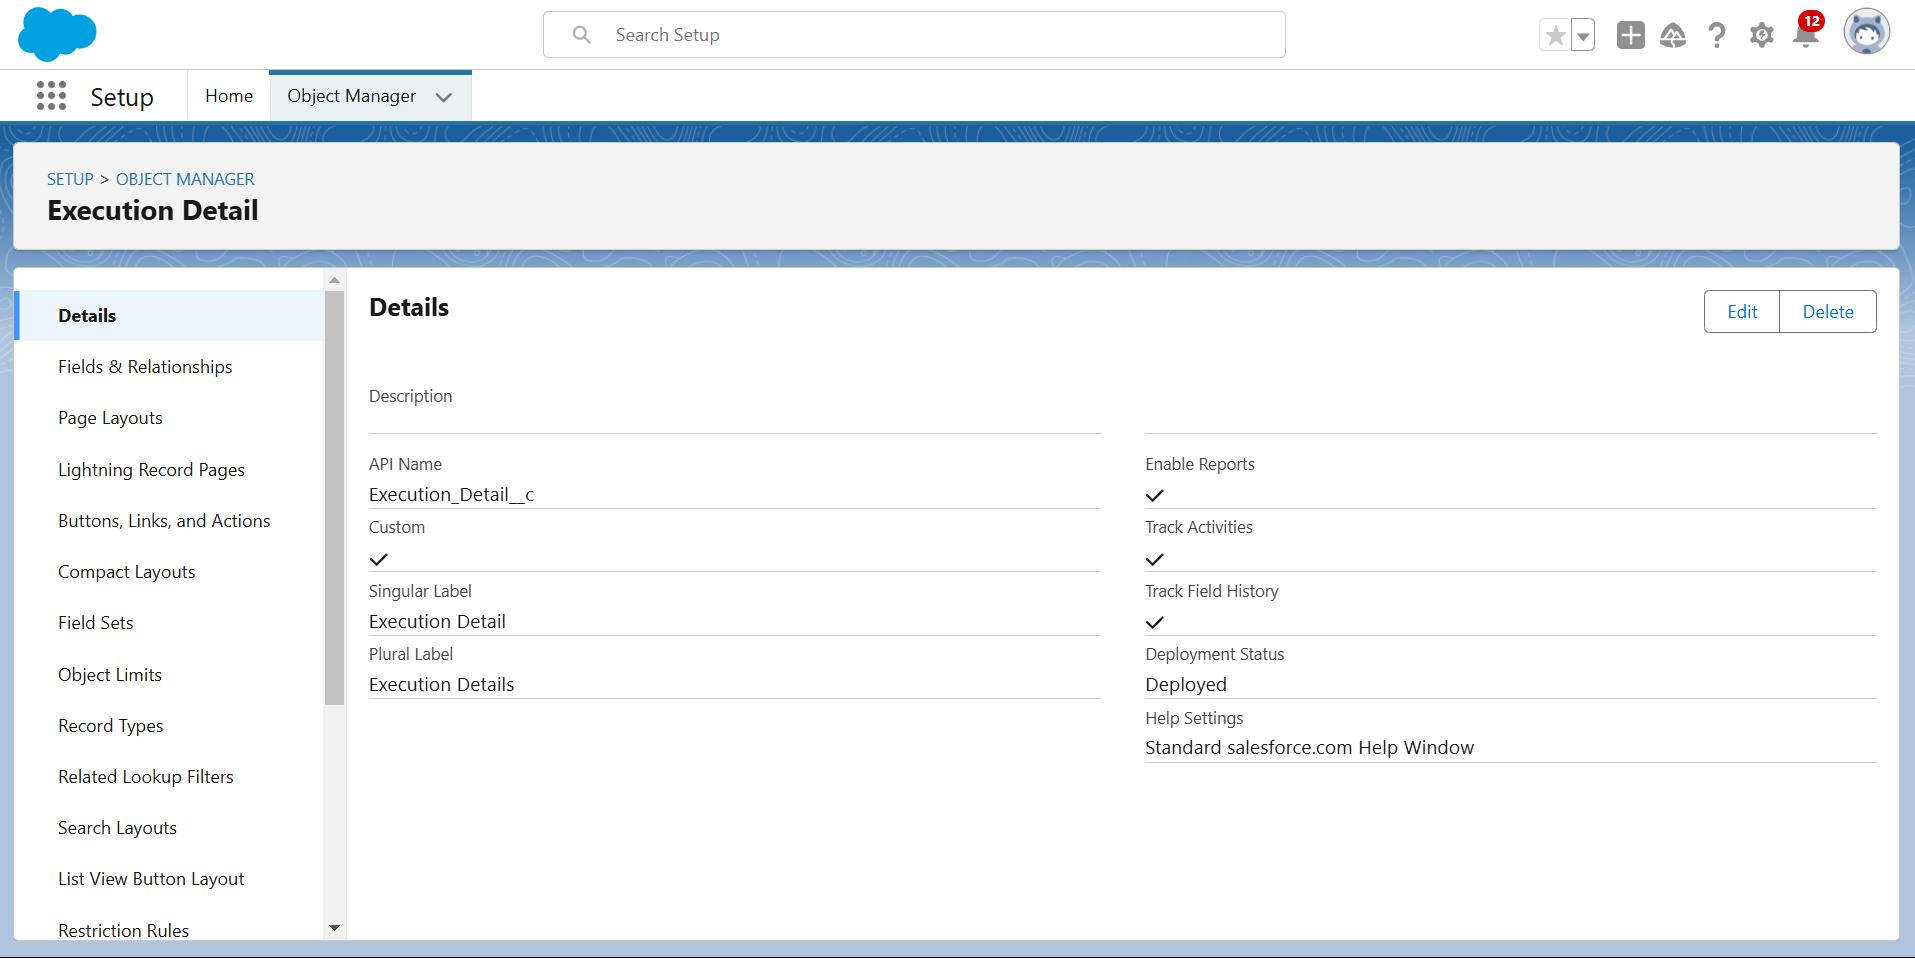 Search Setup
12
Setup
Home
Object Manager
SETUP > OBJECT MANAGER
Execution Detail
Details
Fields & Relationships
Page Layouts
Lightning Record Pages
Buttons, Links, and Actions
Compact Layouts
Field Sets
Object Limits
Record Types
Related Lookup Filters
Search Layouts
List View Button Layout
Restriction Rules
Details
Edit
Delete
Description
API Name
Execution_Detail__c
Custom
Singular Label
Execution Detail
Plural Label
Execution Details
Enable Reports
Track Activities
Track Field History
Deployment Status
Deployed
Help Settings
Standard salesforce.com Help Window